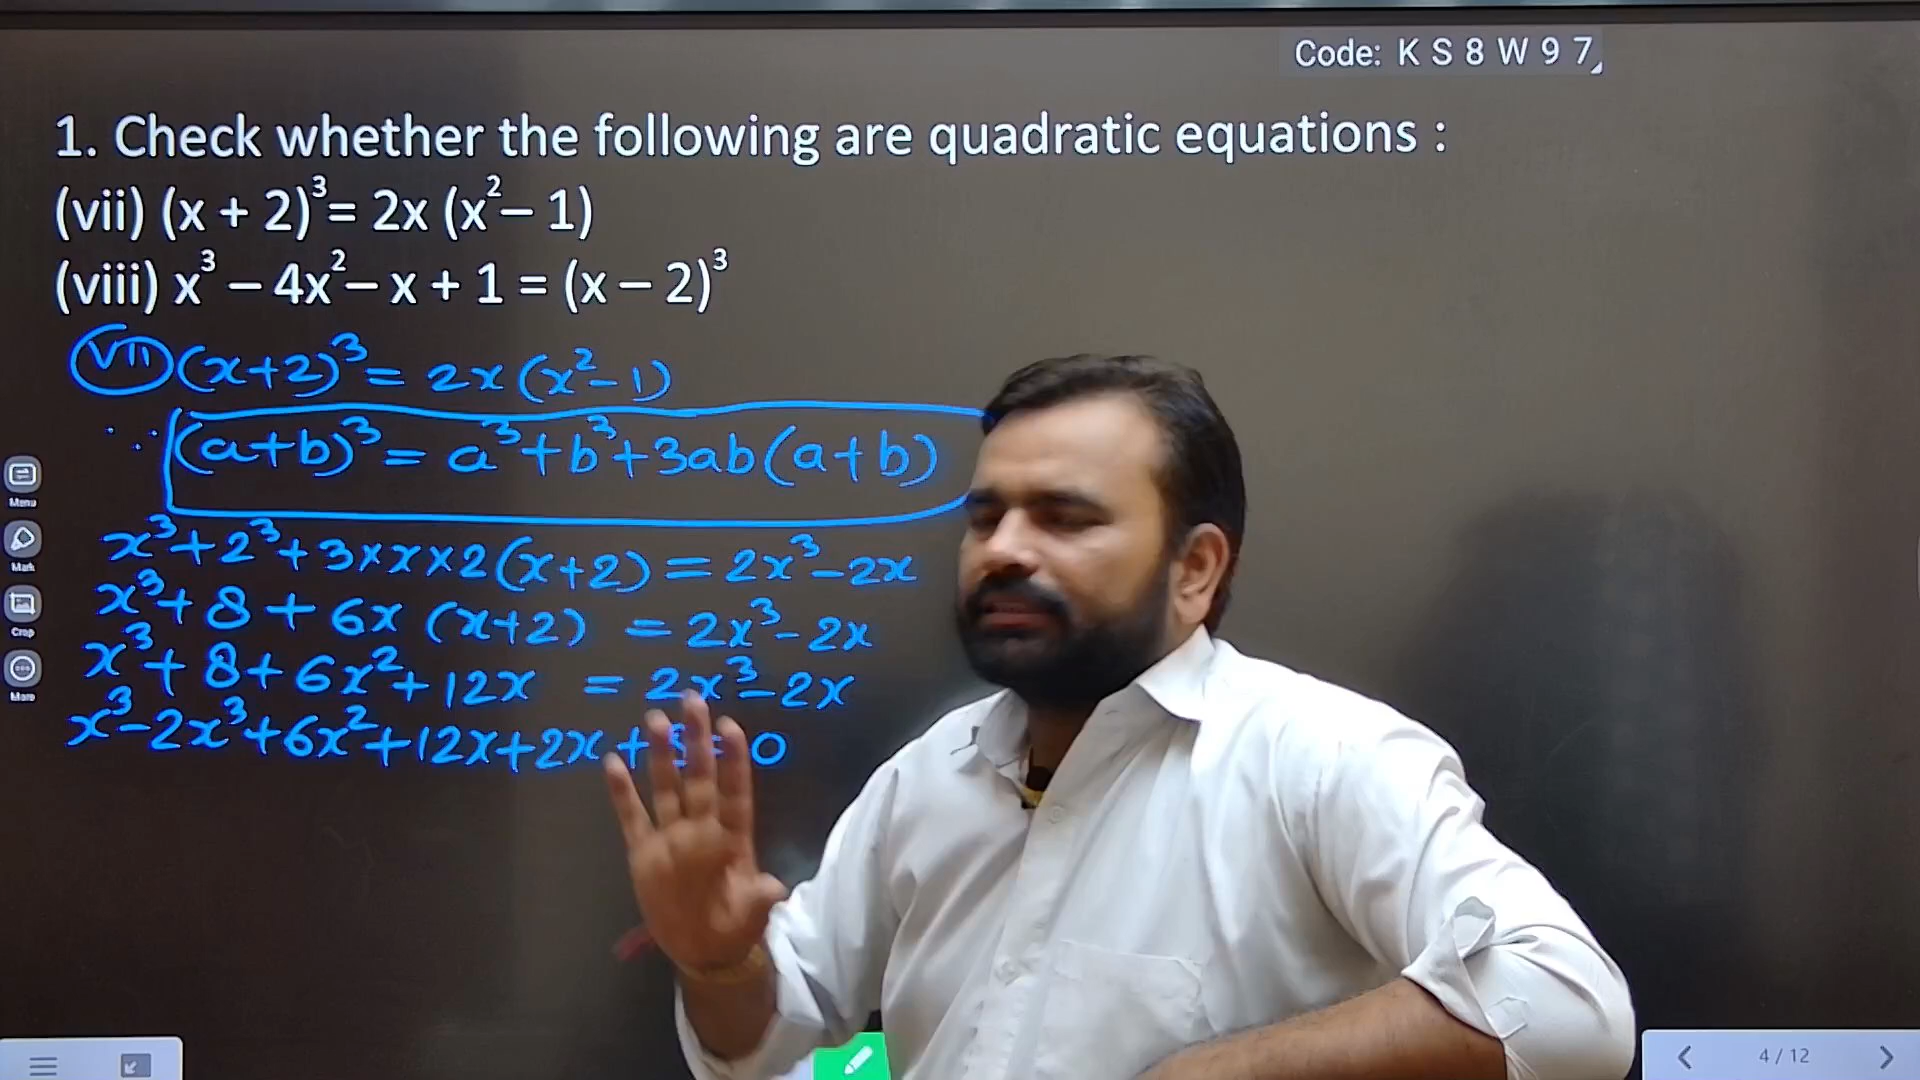 Code: K S 8 W 9 7
1. Check whether the following are quadratic equations :
(vii) (x + 2)³ = 2x (x² – 1)
(viii) x³ – 4x² – x + 1 = (x – 2)³
VII (x+2)³ = 2x(x²-1)
∵ (a+b)³ = a³+b³+3ab(a+b)
x³+2³+3×x×2(x+2) = 2x³-2x
x³+8+6x(x+2) = 2x³-2x
x³+8+6x²+12x = 2x³-2x
x³-2x³+6x²+12x+2x+8=0
Menu
Mark
Crop
More
4 / 12